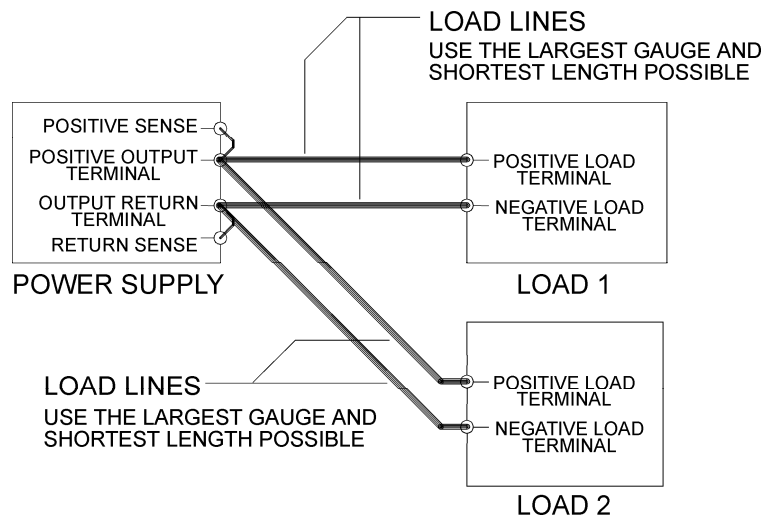 LOAD LINES
USE THE LARGEST GAUGE AND
SHORTEST LENGTH POSSIBLE
POSITIVE SENSE
POSITIVE OUTPUT
TERMINAL
OUTPUT RETURN
TERMINAL
RETURN SENSE
POWER SUPPLY
POSITIVE LOAD
TERMINAL
NEGATIVE LOAD
TERMINAL
LOAD 1
LOAD LINES
USE THE LARGEST GAUGE AND
SHORTEST LENGTH POSSIBLE
POSITIVE LOAD
TERMINAL
NEGATIVE LOAD
TERMINAL
LOAD 2